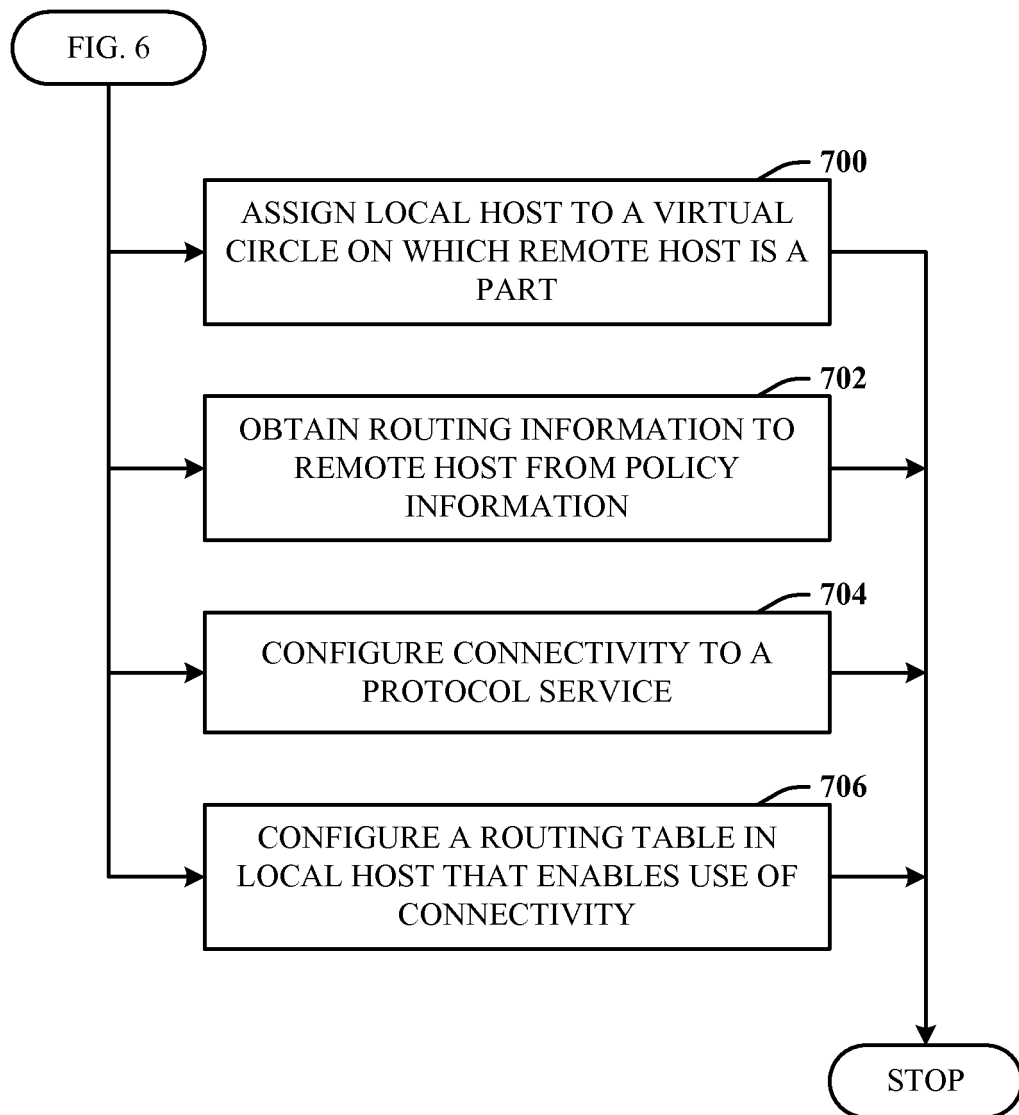 FIG. 6
700
ASSIGN LOCAL HOST TO A VIRTUAL
CIRCLE ON WHICH REMOTE HOST IS A
PART
702
OBTAIN ROUTING INFORMATION TO
REMOTE HOST FROM POLICY
INFORMATION
704
CONFIGURE CONNECTIVITY TO A
PROTOCOL SERVICE
706
CONFIGURE A ROUTING TABLE IN
LOCAL HOST THAT ENABLES USE OF
CONNECTIVITY
STOP